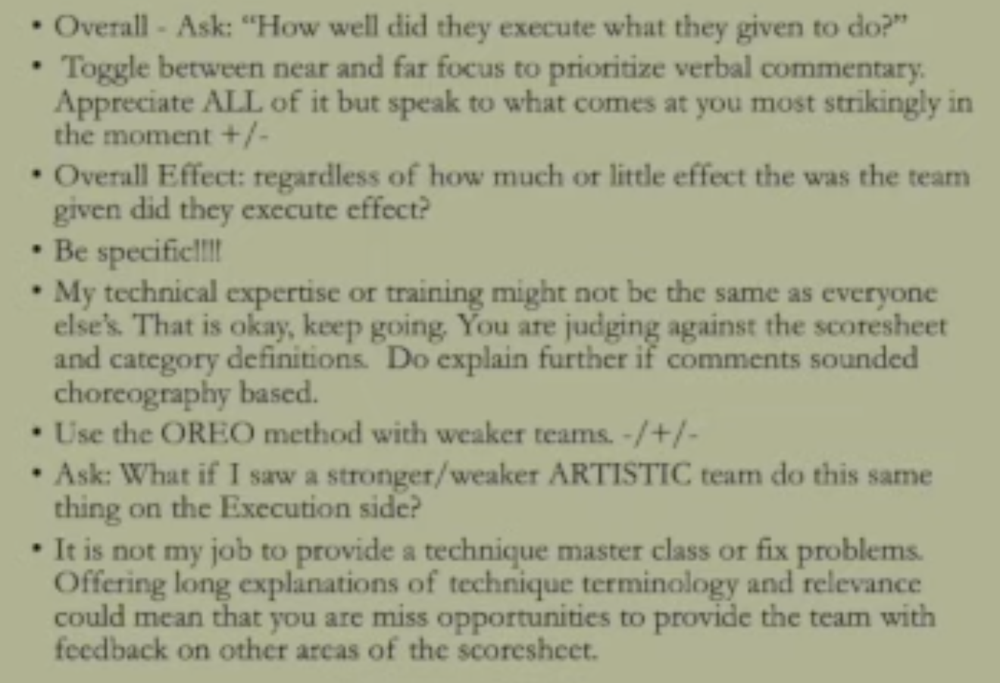 • Overall - Ask: “How well did they execute what they given to do?”
• Toggle between near and far focus to prioritize verbal commentary.
Appreciate ALL of it but speak to what comes at you most strikingly in
the moment +/-
• Overall Effect: regardless of how much or little effect the was the team
given did they execute effect?
• Be specific!!!!
• My technical expertise or training might not be the same as everyone
else’s. That is okay, keep going. You are judging against the scoresheet
and category definitions. Do explain further if comments sounded
choreography based.
• Use the OREO method with weaker teams. -/+/-
• Ask: What if I saw a stronger/weaker ARTISTIC team do this same
thing on the Execution side?
• It is not my job to provide a technique master class or fix problems.
Offering long explanations of technique terminology and relevance
could mean that you are miss opportunities to provide the team with
feedback on other areas of the scoresheet.